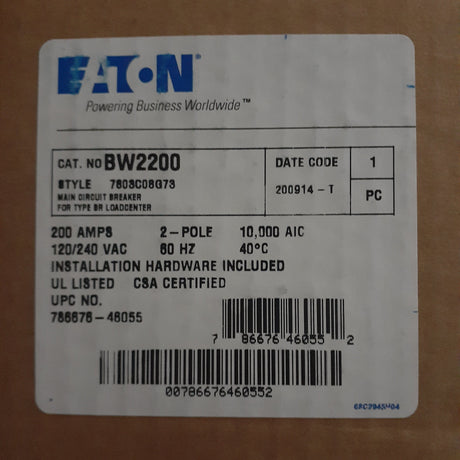 EATON
Powering Business Worldwide™
CAT. NO BW2200
STYLE 7803C08G73
MAIN CIRCUIT BREAKER
FOR TYPE BR LOADCENTER
DATE CODE
200914-T
1
PC
200 AMPS 2-POLE 10,000 AIC
120/240 VAC 60 HZ 40°C
INSTALLATION HARDWARE INCLUDED
UL LISTED CSA CERTIFIED
UPC NO.
786676-46055
7 86676 46055 2
00786676460552